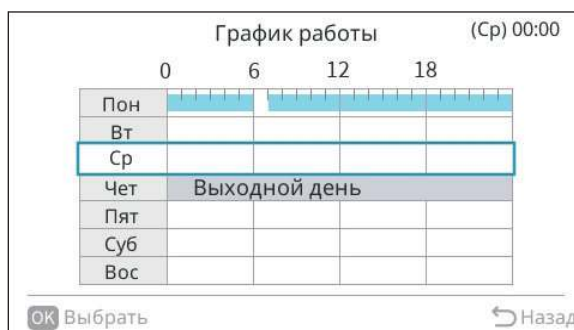 График работы (Ср) 00:00
0 6 12 18
Пон
Вт
Ср
Чет Выходной день
Пят
Суб
Вос
OK Выбрать Назад